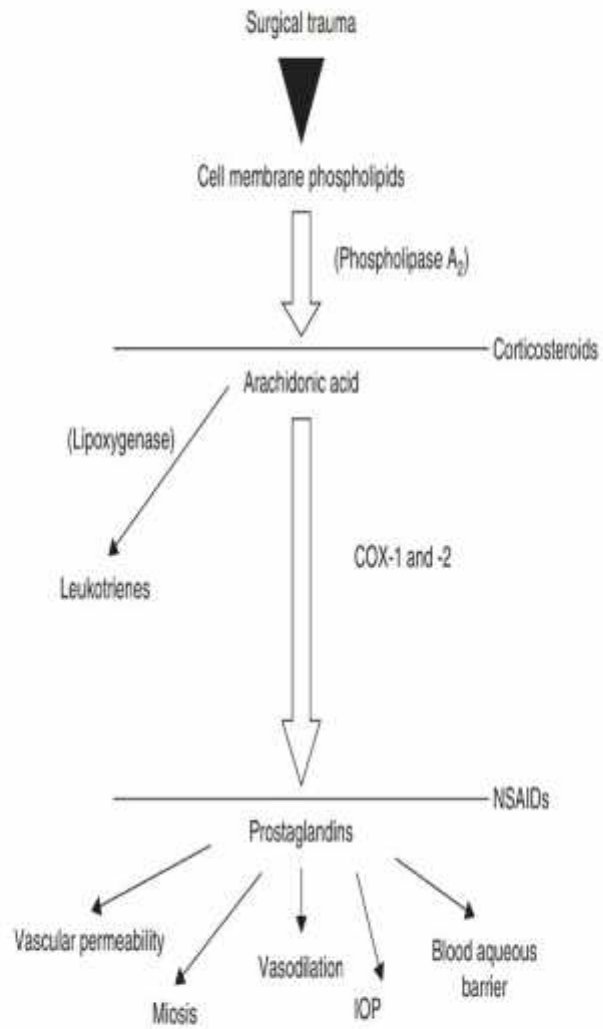 Surgical trauma
Cell membrane phospholipids
(Phospholipase A₂)
Corticosteroids
Arachidonic acid
(Lipoxygenase)
COX-1 and -2
Leukotrienes
NSAIDs
Prostaglandins
Vascular permeability
Miosis
Vasodilation
IOP
Blood aqueous
barrier